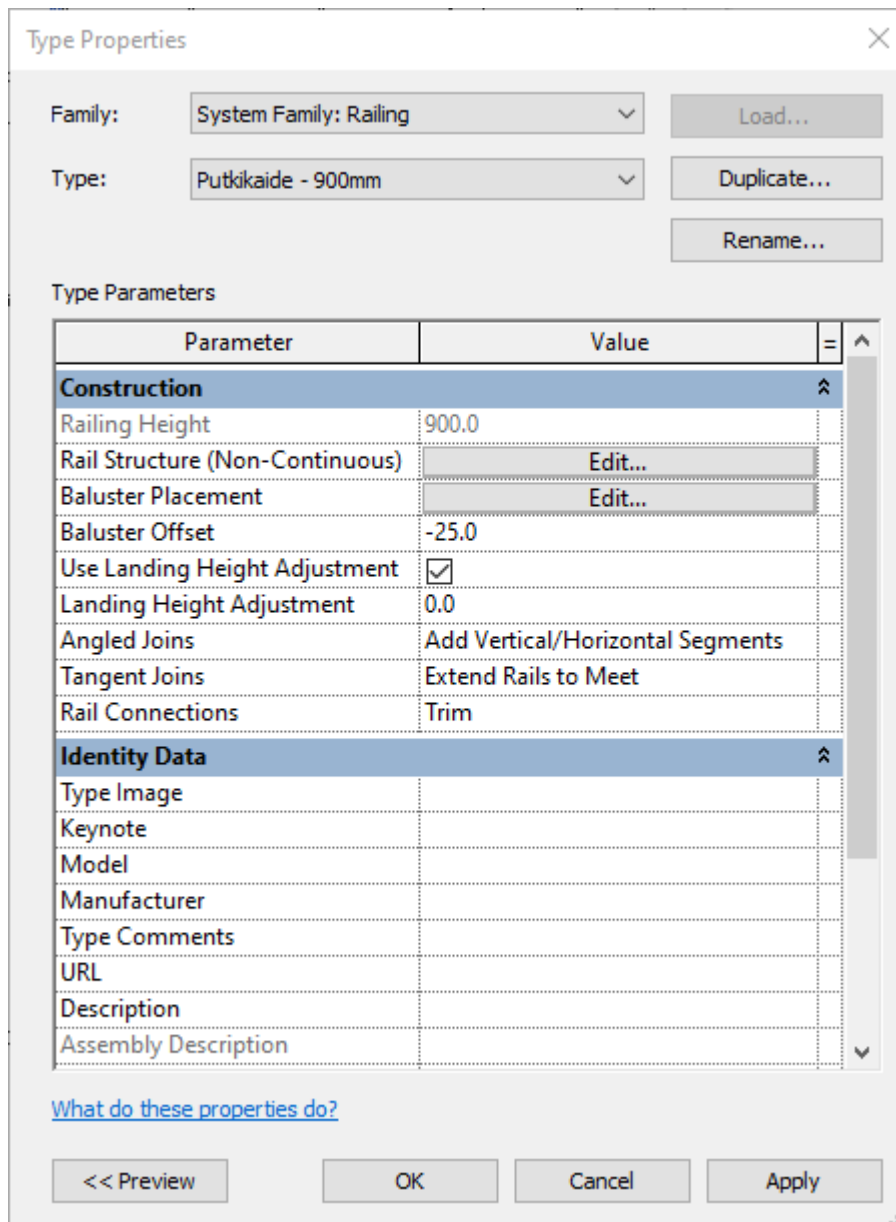 Type Properties
Family: System Family: Railing Load...
Type: Putkikaide - 900mm Duplicate...
Rename...
Type Parameters
Parameter Value =
Construction
Railing Height 900.0
Rail Structure (Non-Continuous) Edit...
Baluster Placement Edit...
Baluster Offset -25.0
Use Landing Height Adjustment
Landing Height Adjustment 0.0
Angled Joins Add Vertical/Horizontal Segments
Tangent Joins Extend Rails to Meet
Rail Connections Trim
Identity Data
Type Image
Keynote
Model
Manufacturer
Type Comments
URL
Description
Assembly Description
What do these properties do?
<< Preview OK Cancel Apply